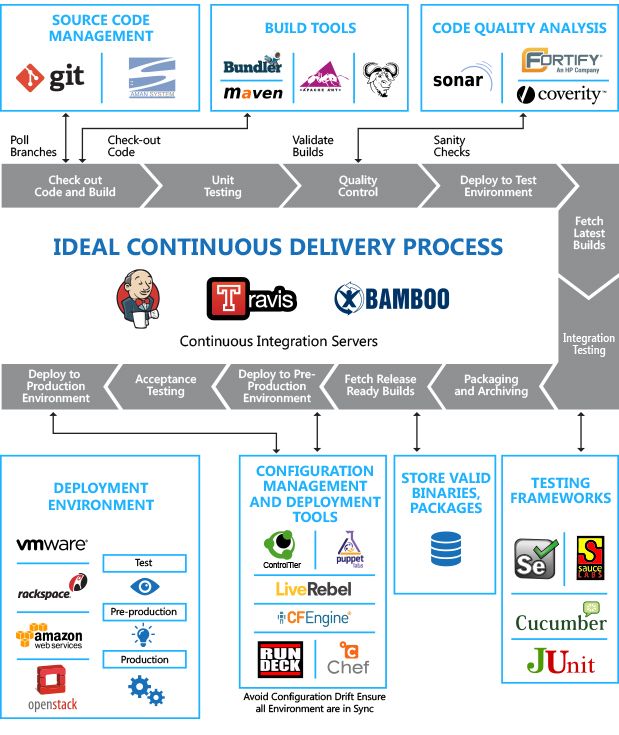 SOURCE CODE
MANAGEMENT
git
AMAN SYSTEM
BUILD TOOLS
Bundler
maven
APACHE ANT
CODE QUALITY ANALYSIS
sonar
FORTIFY
An HP Company
coverity™
Poll
Branches
Check-out
Code
Validate
Builds
Sanity
Checks
Check out
Code and Build
Unit
Testing
Quality
Control
Deploy to Test
Environment
Fetch
Latest
Builds
Integration
Testing
IDEAL CONTINUOUS DELIVERY PROCESS
Travis
BAMBOO
Continuous Integration Servers
Deploy to
Production
Environment
Acceptance
Testing
Deploy to Pre-
Production
Environment
Fetch Release
Ready Builds
Packaging
and Archiving
DEPLOYMENT
ENVIRONMENT
vmware®
rackspace
amazon
web services
openstack
Test
Pre-production
Production
CONFIGURATION
MANAGEMENT
AND DEPLOYMENT
TOOLS
ControlTier
puppet
labs
LiveRebel
CFEngine®
RUN
DECK
Chef
Avoid Configuration Drift Ensure
all Environment are in Sync
STORE VALID
BINARIES,
PACKAGES
TESTING
FRAMEWORKS
Se
SAUCE
LABS
Cucumber
JUnit